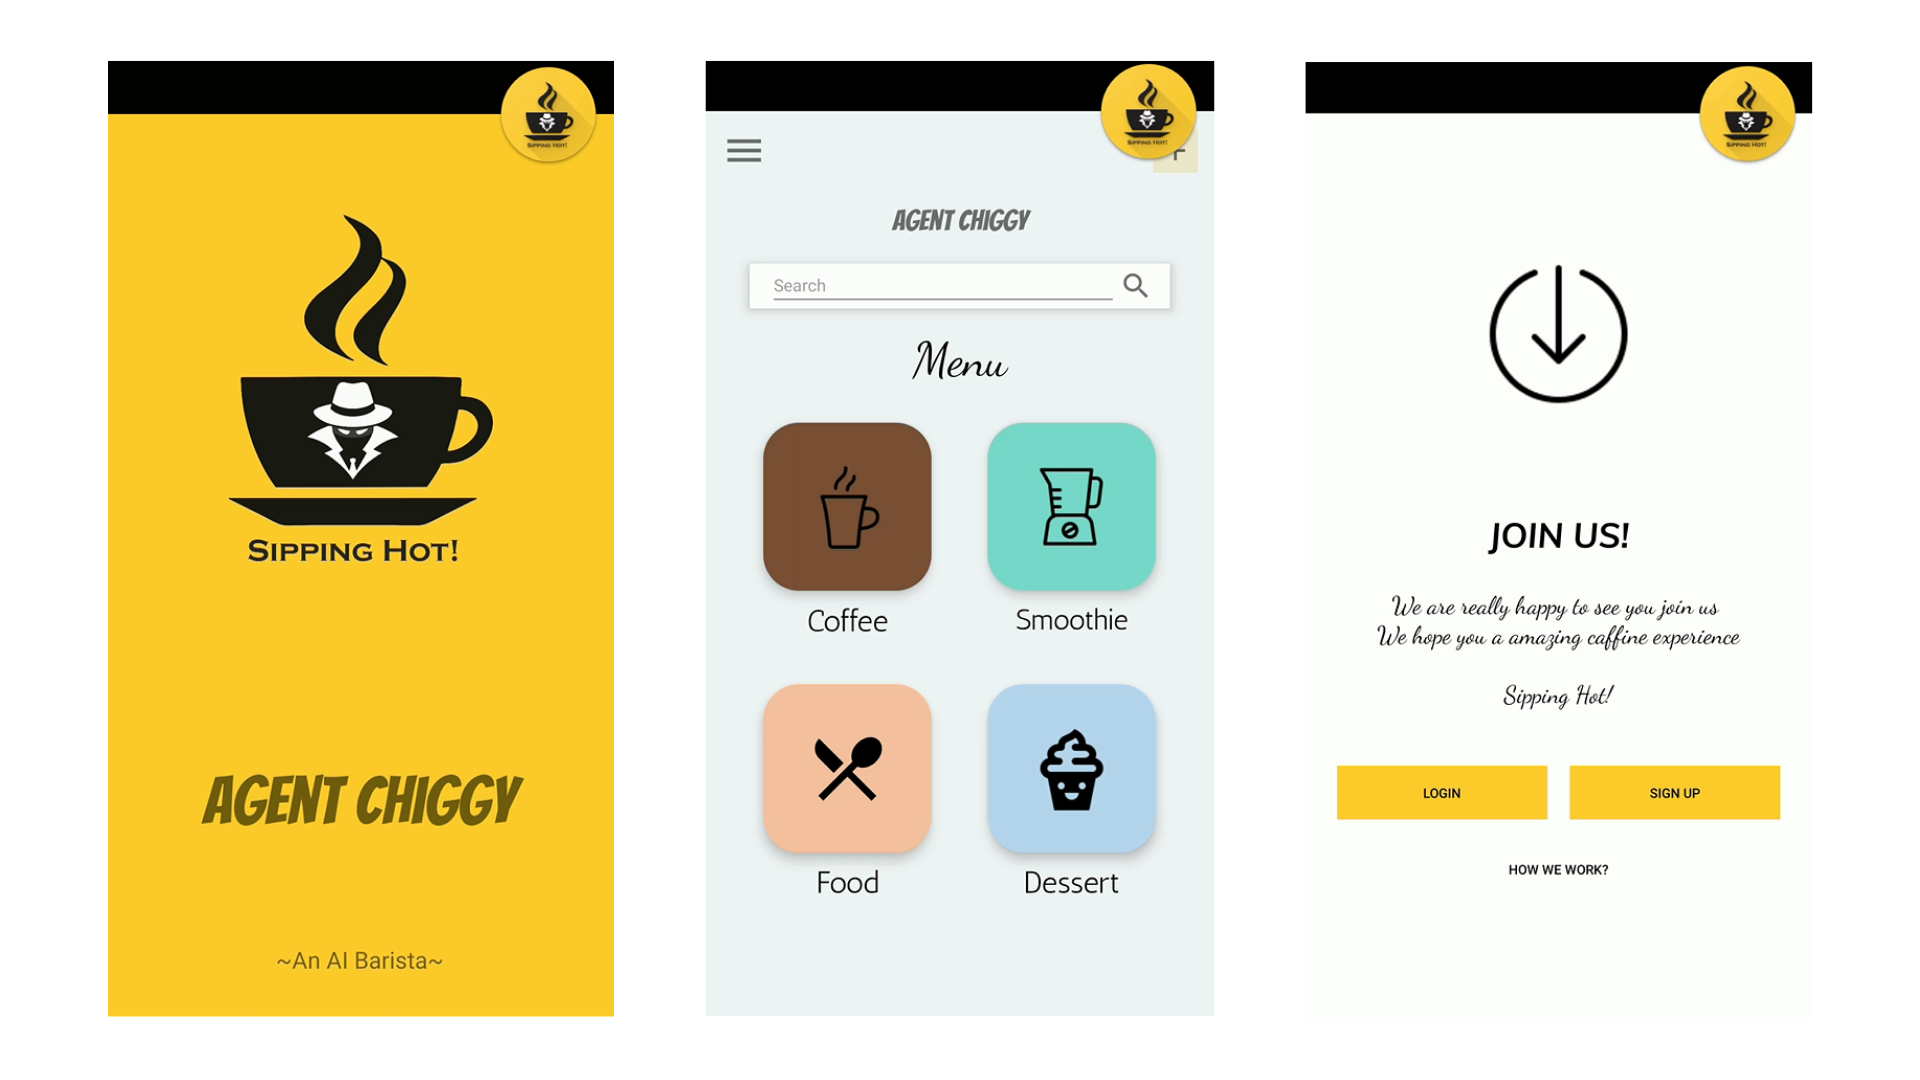 SIPPING HOT!
SIPPING HOT!
AGENT CHIGGY
~An AI Barista~
SIPPING HOT!
AGENT CHIGGY
Search
Menu
Coffee
Smoothie
Food
Dessert
SIPPING HOT!
JOIN US!
We are really happy to see you join us
We hope you a amazing caffine experience
Sipping Hot!
LOGIN
SIGN UP
HOW WE WORK?